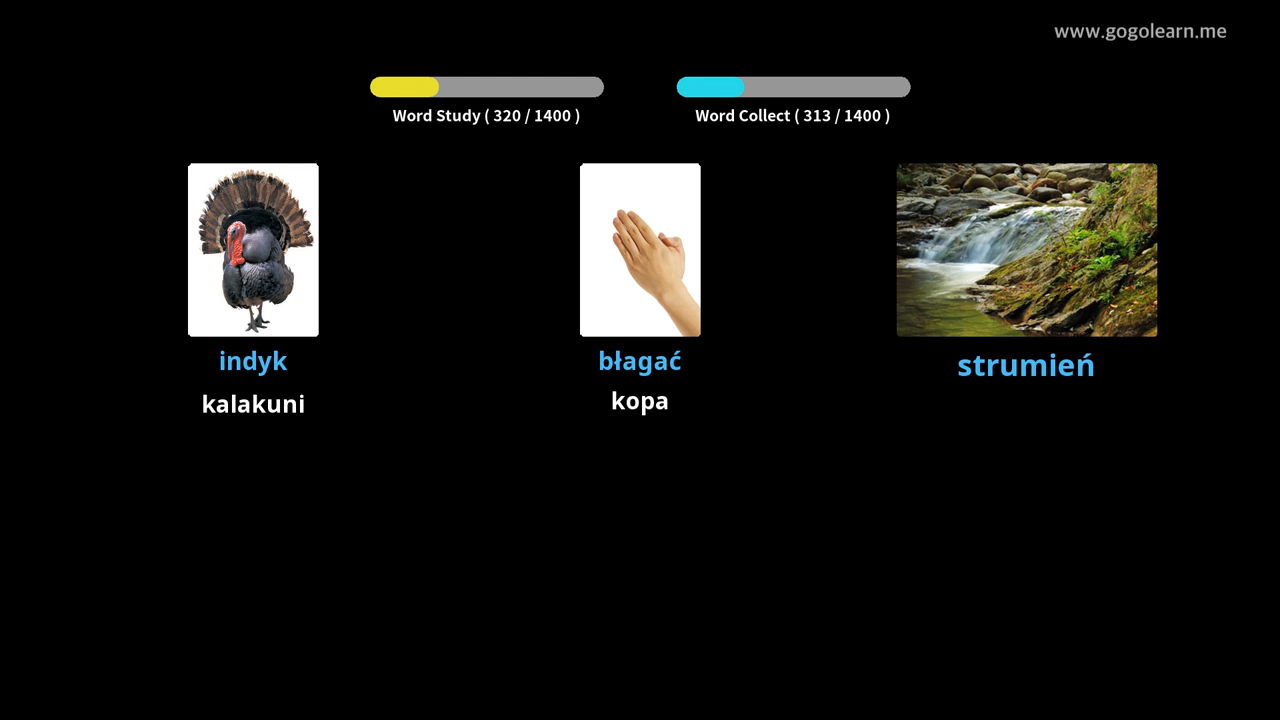 www.gogolearn.me
Word Study ( 320 / 1400 )
Word Collect ( 313 / 1400 )
indyk
błagać
strumień
kalakuni
kopa